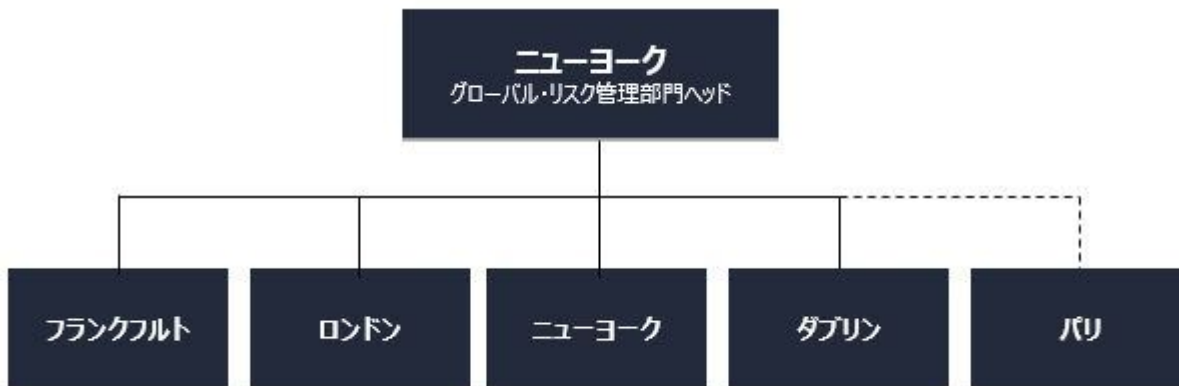 ニューヨーク
グローバル・リスク管理部門ヘッド
フランクフルト
ロンドン
ニューヨーク
ダブリン
パリ